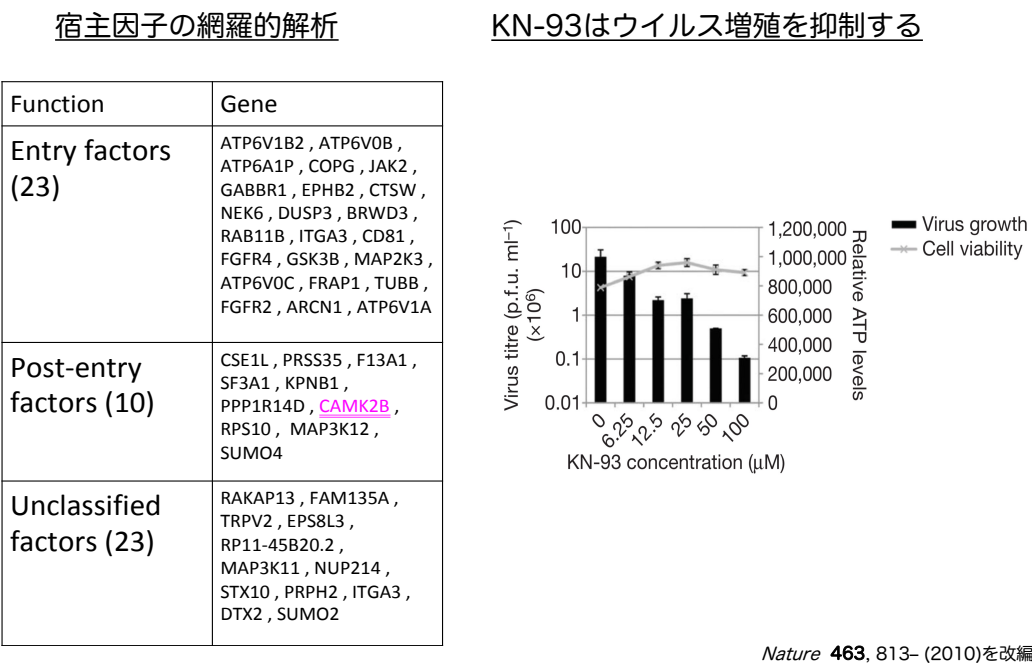 宿主因子の網羅的解析
KN-93はウイルス増殖を抑制する
Function
Gene
Entry factors
(23)
ATP6V1B2 , ATP6V0B ,
ATP6A1P , COPG , JAK2 ,
GABBR1 , EPHB2 , CTSW ,
NEK6 , DUSP3 , BRWD3 ,
RAB11B , ITGA3 , CD81 ,
FGFR4 , GSK3B , MAP2K3 ,
ATP6V0C , FRAP1 , TUBB ,
FGFR2 , ARCN1 , ATP6V1A
Post-entry
factors (10)
CSE1L , PRSS35 , F13A1 ,
SF3A1 , KPNB1 ,
PPP1R14D , CAMK2B ,
RPS10 , MAP3K12 ,
SUMO4
Unclassified
factors (23)
RAKAP13 , FAM135A ,
TRPV2 , EPS8L3 ,
RP11-45B20.2 ,
MAP3K11 , NUP214 ,
STX10 , PRPH2 , ITGA3 ,
DTX2 , SUMO2
Virus titre (p.f.u. ml⁻¹)
(×10⁶)
100
10
1
0.1
0.01
1,200,000
1,000,000
800,000
600,000
400,000
200,000
0
Relative ATP levels
Virus growth
Cell viability
0 6.25 12.5 25 50 100
KN-93 concentration (µM)
Nature 463, 813– (2010)を改編